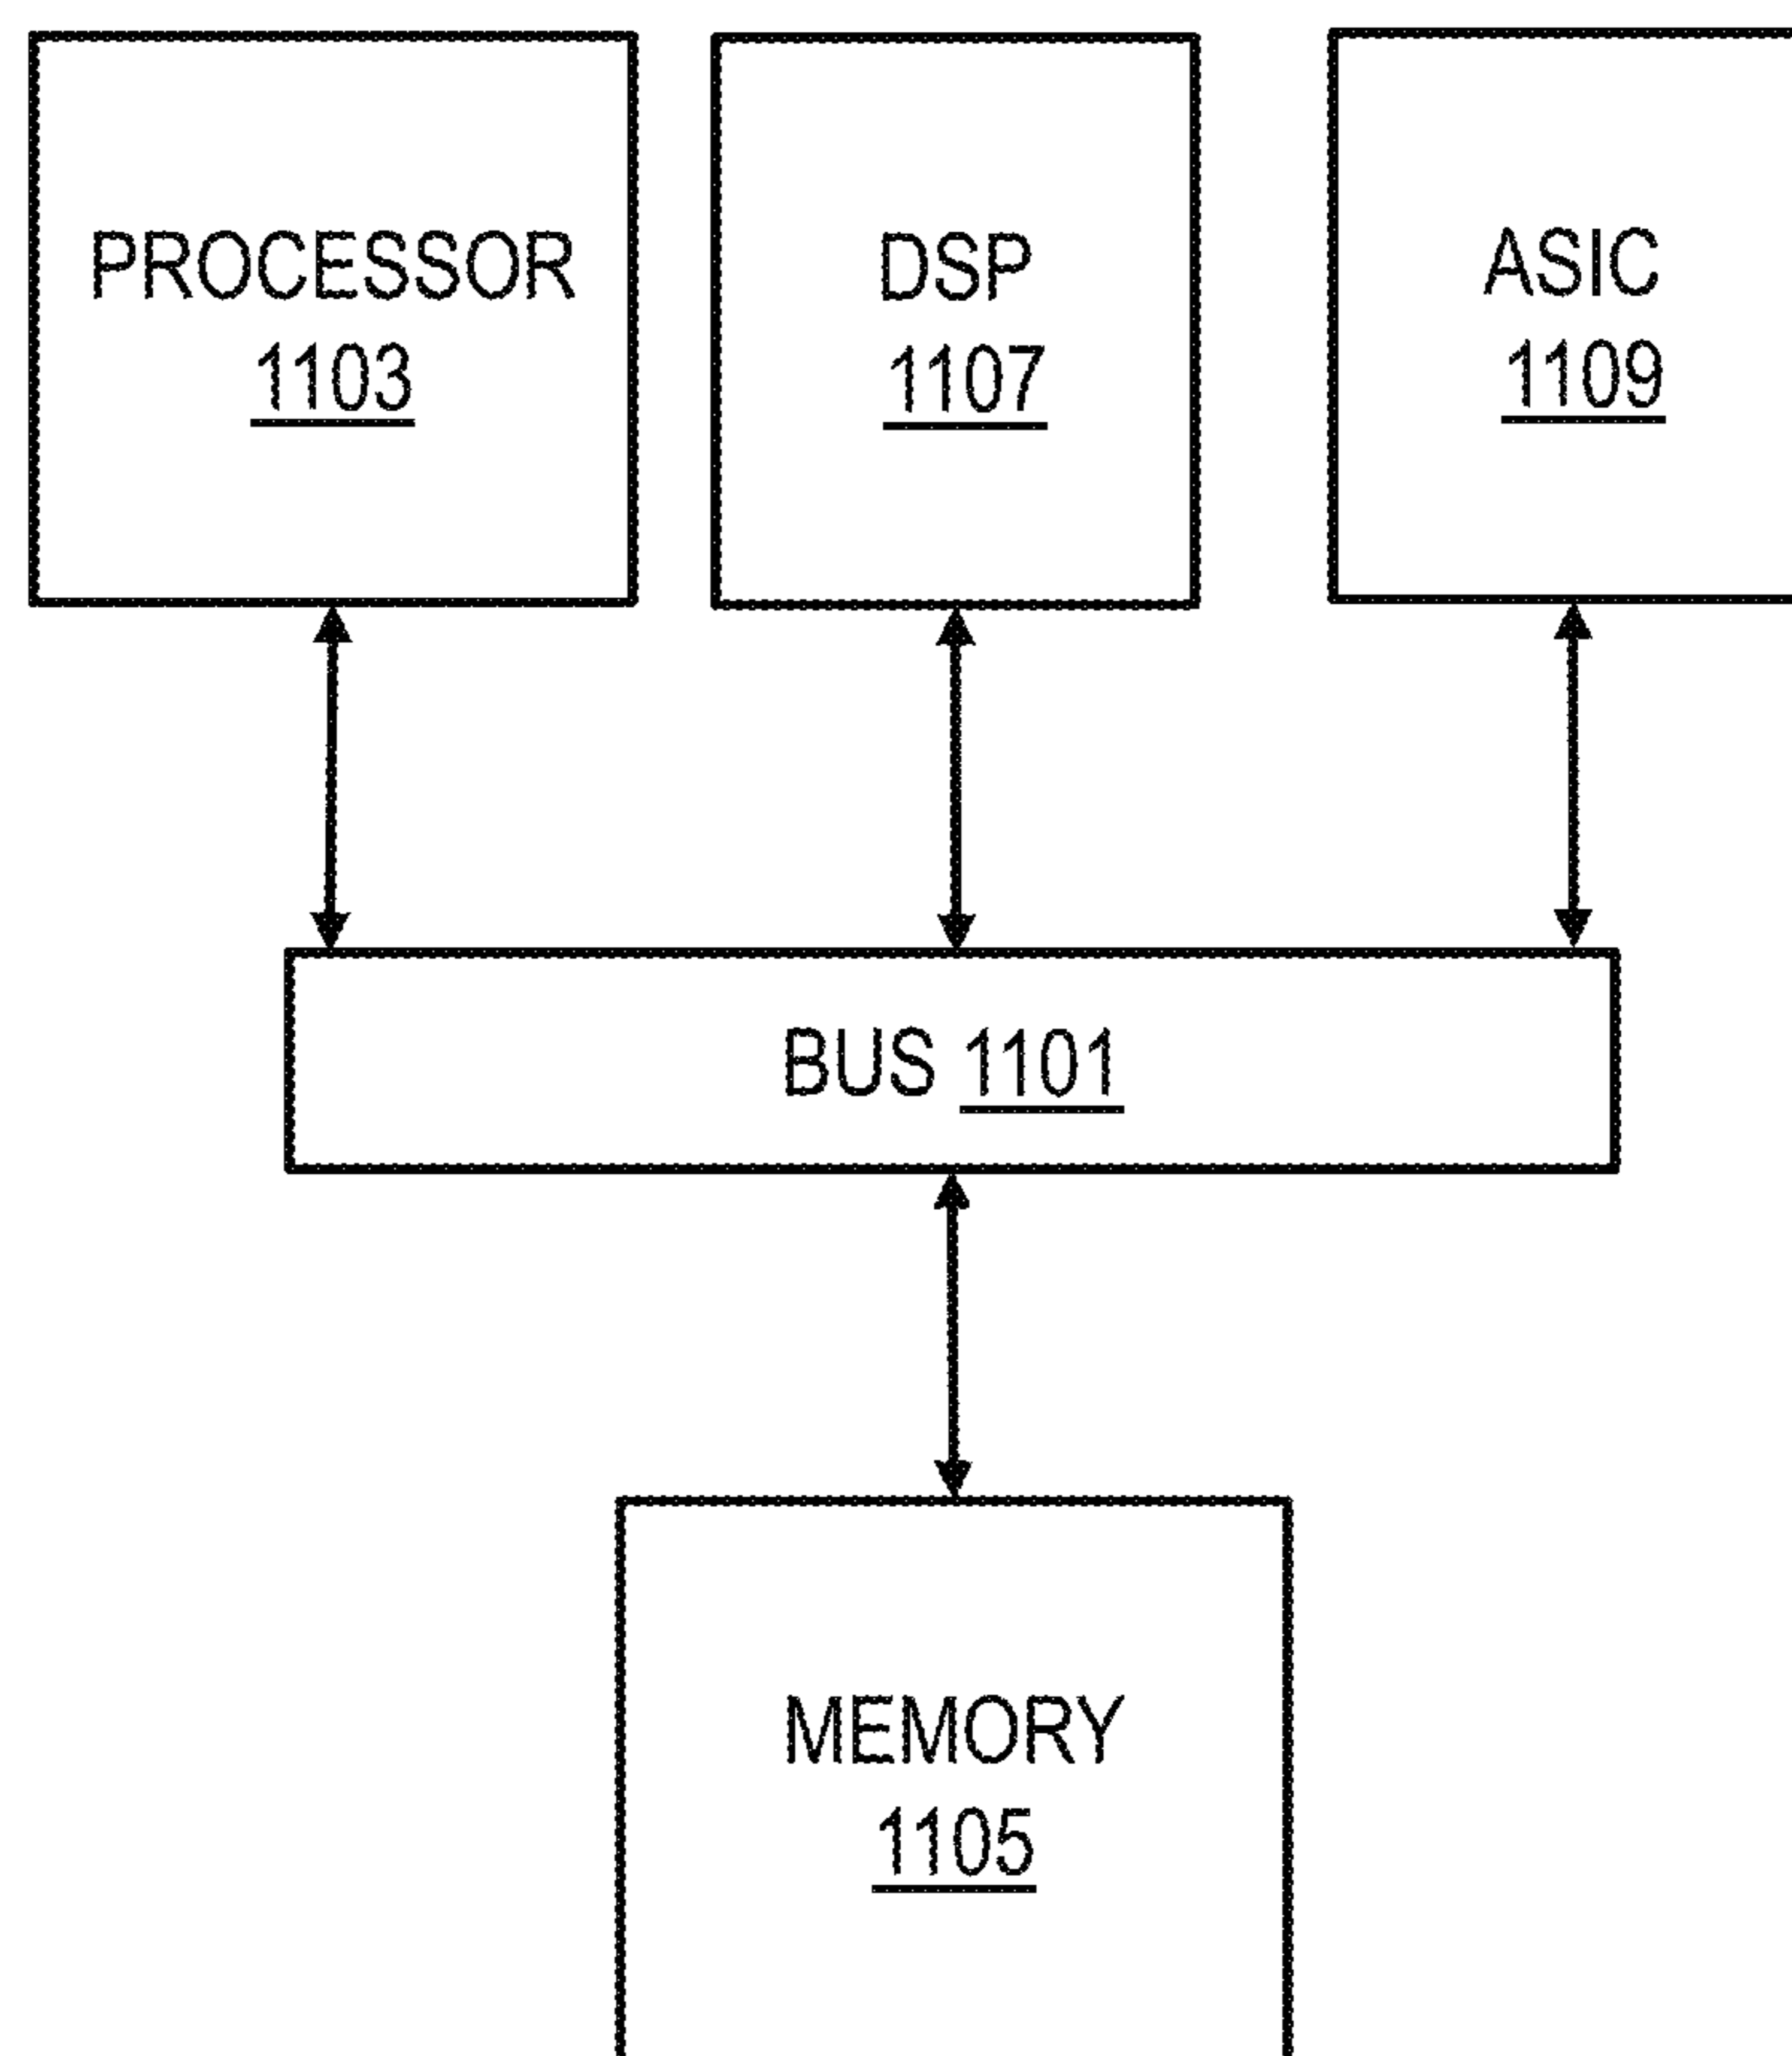 PROCESSOR
1103
DSP
1107
ASIC
1109
BUS 1101
MEMORY
1105